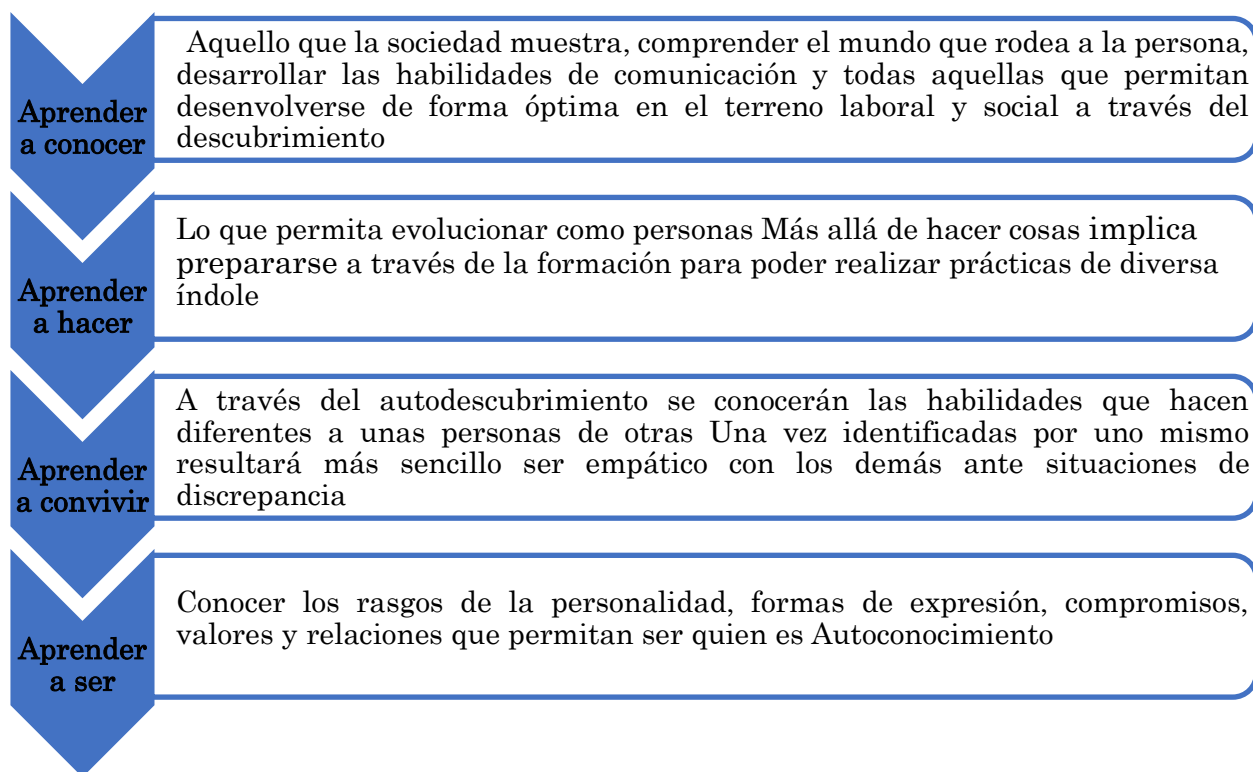 Aprender
a conocer
Aquello que la sociedad muestra, comprender el mundo que rodea a la persona,
desarrollar las habilidades de comunicación y todas aquellas que permitan
desenvolverse de forma óptima en el terreno laboral y social a través del
descubrimiento
Aprender
a hacer
Lo que permita evolucionar como personas Más allá de hacer cosas implica
prepararse a través de la formación para poder realizar prácticas de diversa
índole
Aprender
a convivir
A través del autodescubrimiento se conocerán las habilidades que hacen
diferentes a unas personas de otras Una vez identificadas por uno mismo
resultará más sencillo ser empático con los demás ante situaciones de
discrepancia
Aprender
a ser
Conocer los rasgos de la personalidad, formas de expresión, compromisos,
valores y relaciones que permitan ser quien es Autoconocimiento